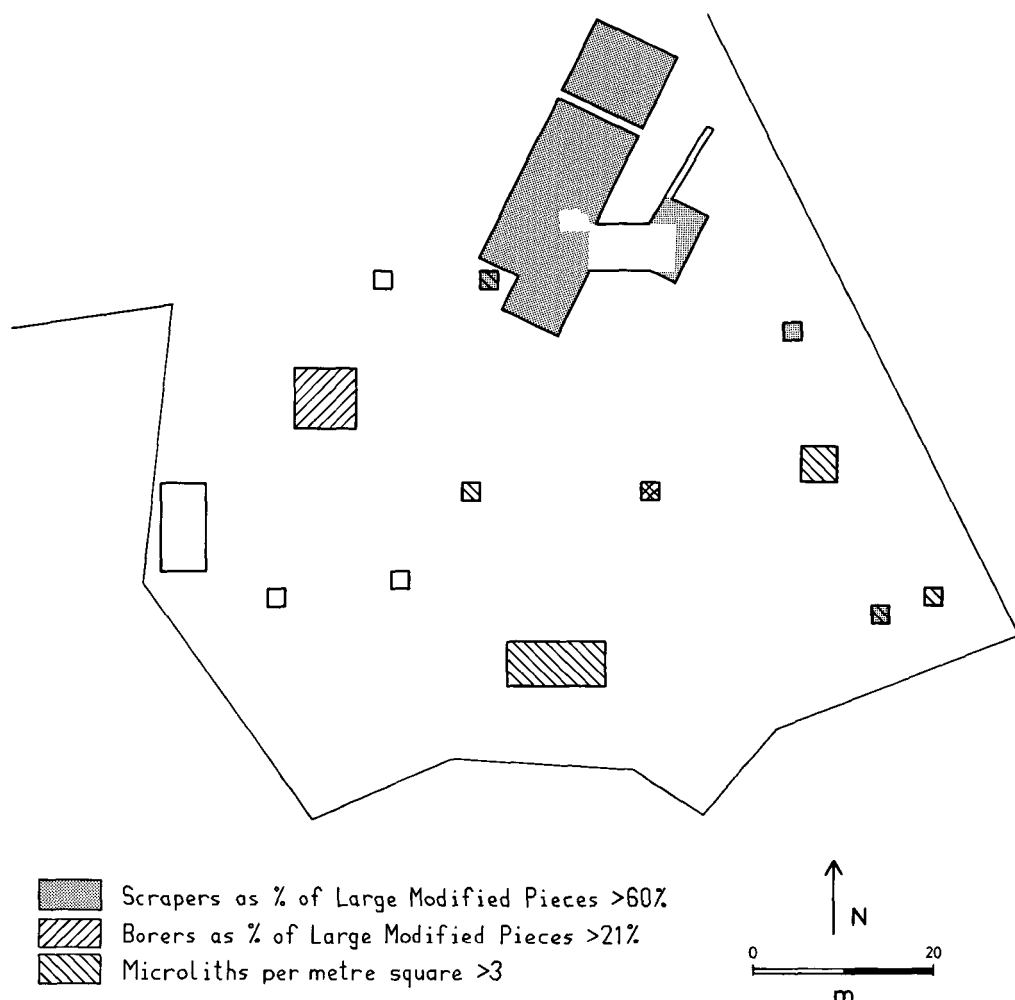 Scrapers as % of Large Modified Pieces >60%
Borers as % of Large Modified Pieces >21%
Microliths per metre square >3
N
0 20
m